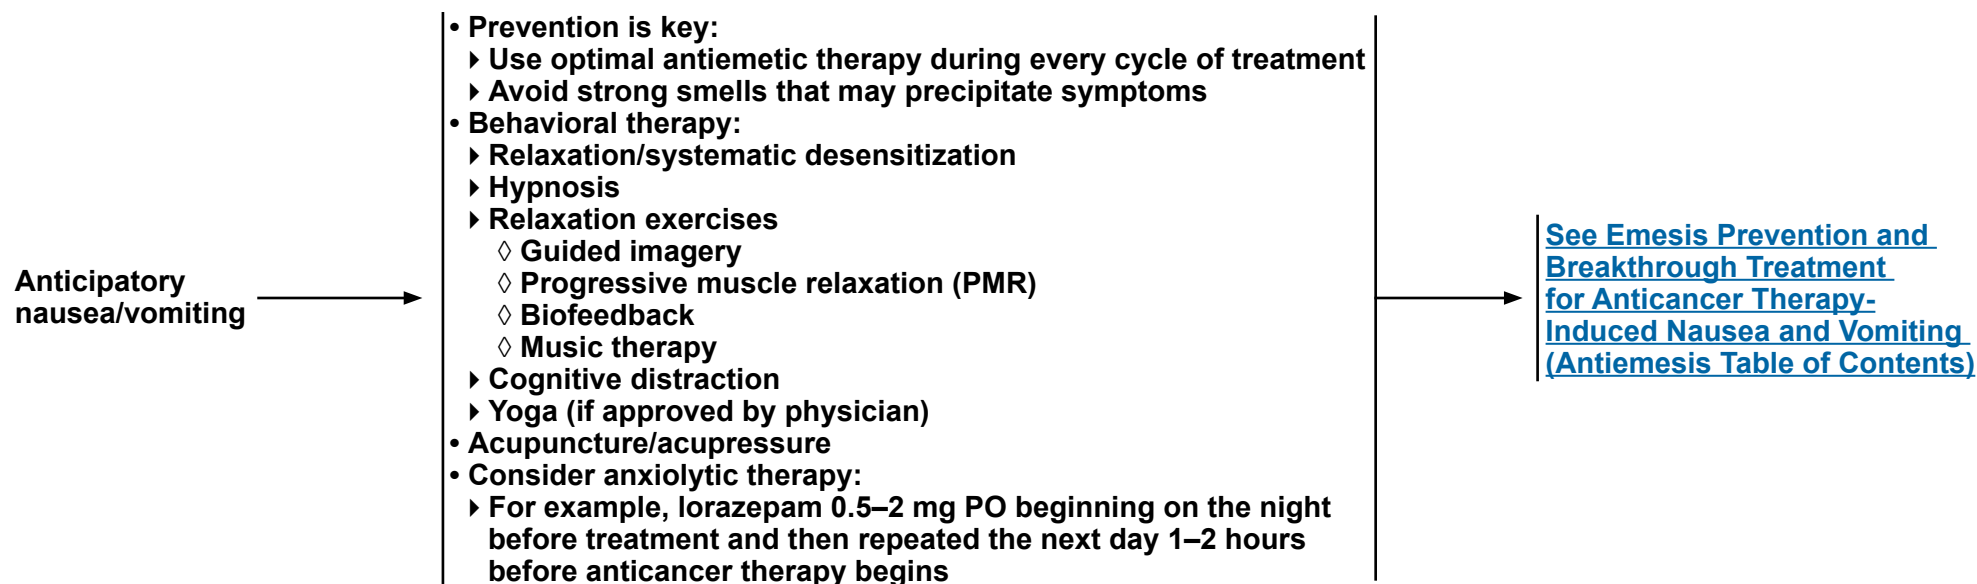 Anticipatory
nausea/vomiting
• Prevention is key:
‣ Use optimal antiemetic therapy during every cycle of treatment
‣ Avoid strong smells that may precipitate symptoms
• Behavioral therapy:
‣ Relaxation/systematic desensitization
‣ Hypnosis
‣ Relaxation exercises
◊ Guided imagery
◊ Progressive muscle relaxation (PMR)
◊ Biofeedback
◊ Music therapy
‣ Cognitive distraction
‣ Yoga (if approved by physician)
• Acupuncture/acupressure
• Consider anxiolytic therapy:
‣ For example, lorazepam 0.5–2 mg PO beginning on the night
before treatment and then repeated the next day 1–2 hours
before anticancer therapy begins
See Emesis Prevention and
Breakthrough Treatment
for Anticancer Therapy-
Induced Nausea and Vomiting
(Antiemesis Table of Contents)